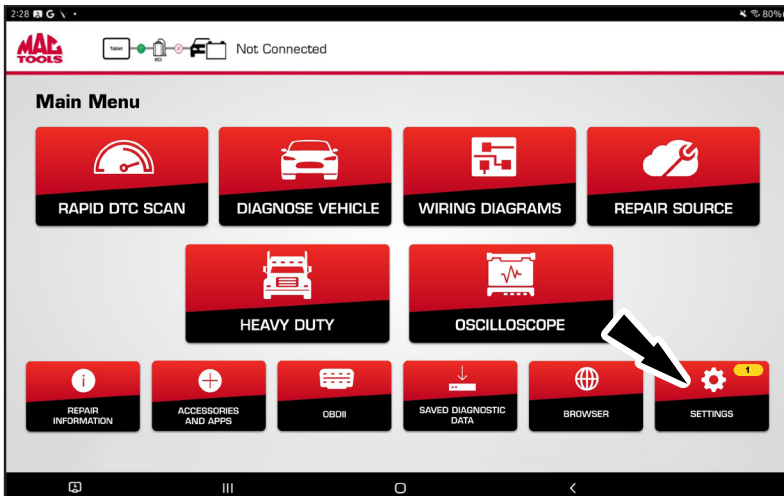 2:28 G
80%
MAC
TOOLS
Tablet
VCI
Not Connected
Main Menu
RAPID DTC SCAN
DIAGNOSE VEHICLE
WIRING DIAGRAMS
REPAIR SOURCE
HEAVY DUTY
OSCILLOSCOPE
1
REPAIR
INFORMATION
ACCESSORIES
AND APPS
OBDII
SAVED DIAGNOSTIC
DATA
BROWSER
SETTINGS